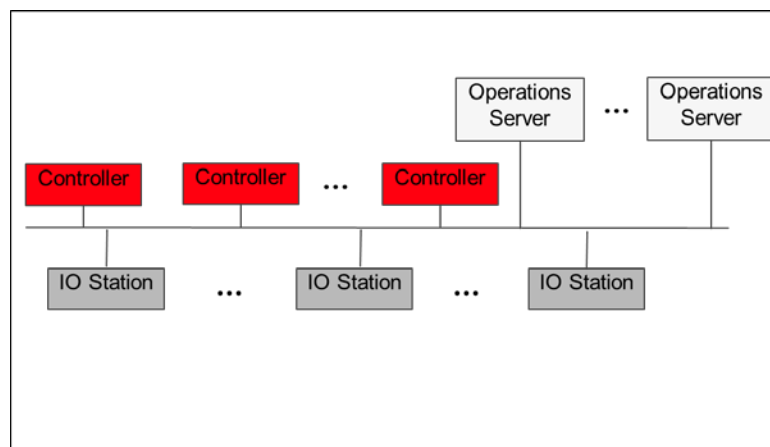 Operations
Server
...
Operations
Server
Controller
Controller
...
Controller
IO Station
...
IO Station
...
IO Station